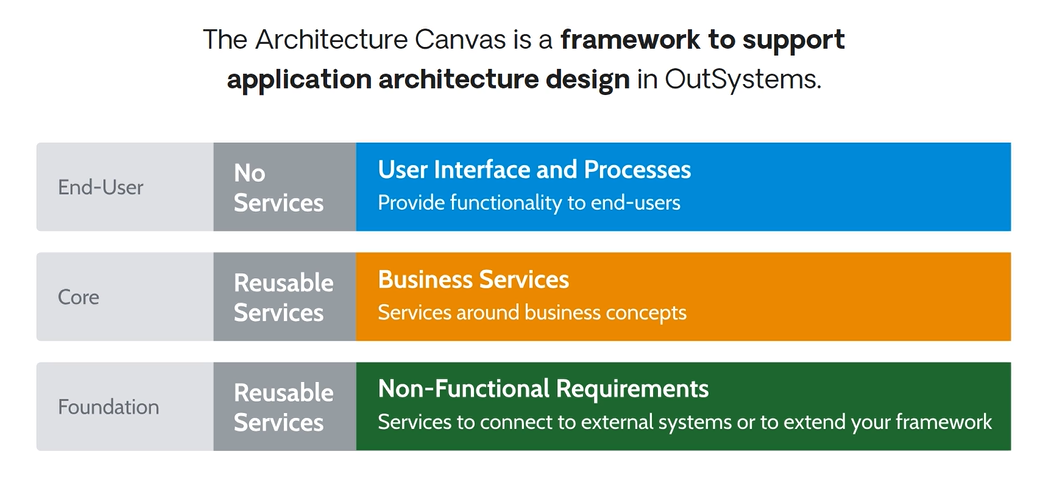 The Architecture Canvas is a framework to support
application architecture design in OutSystems.
End-User
No
Services
User Interface and Processes
Provide functionality to end-users
Core
Reusable
Services
Business Services
Services around business concepts
Foundation
Reusable
Services
Non-Functional Requirements
Services to connect to external systems or to extend your framework